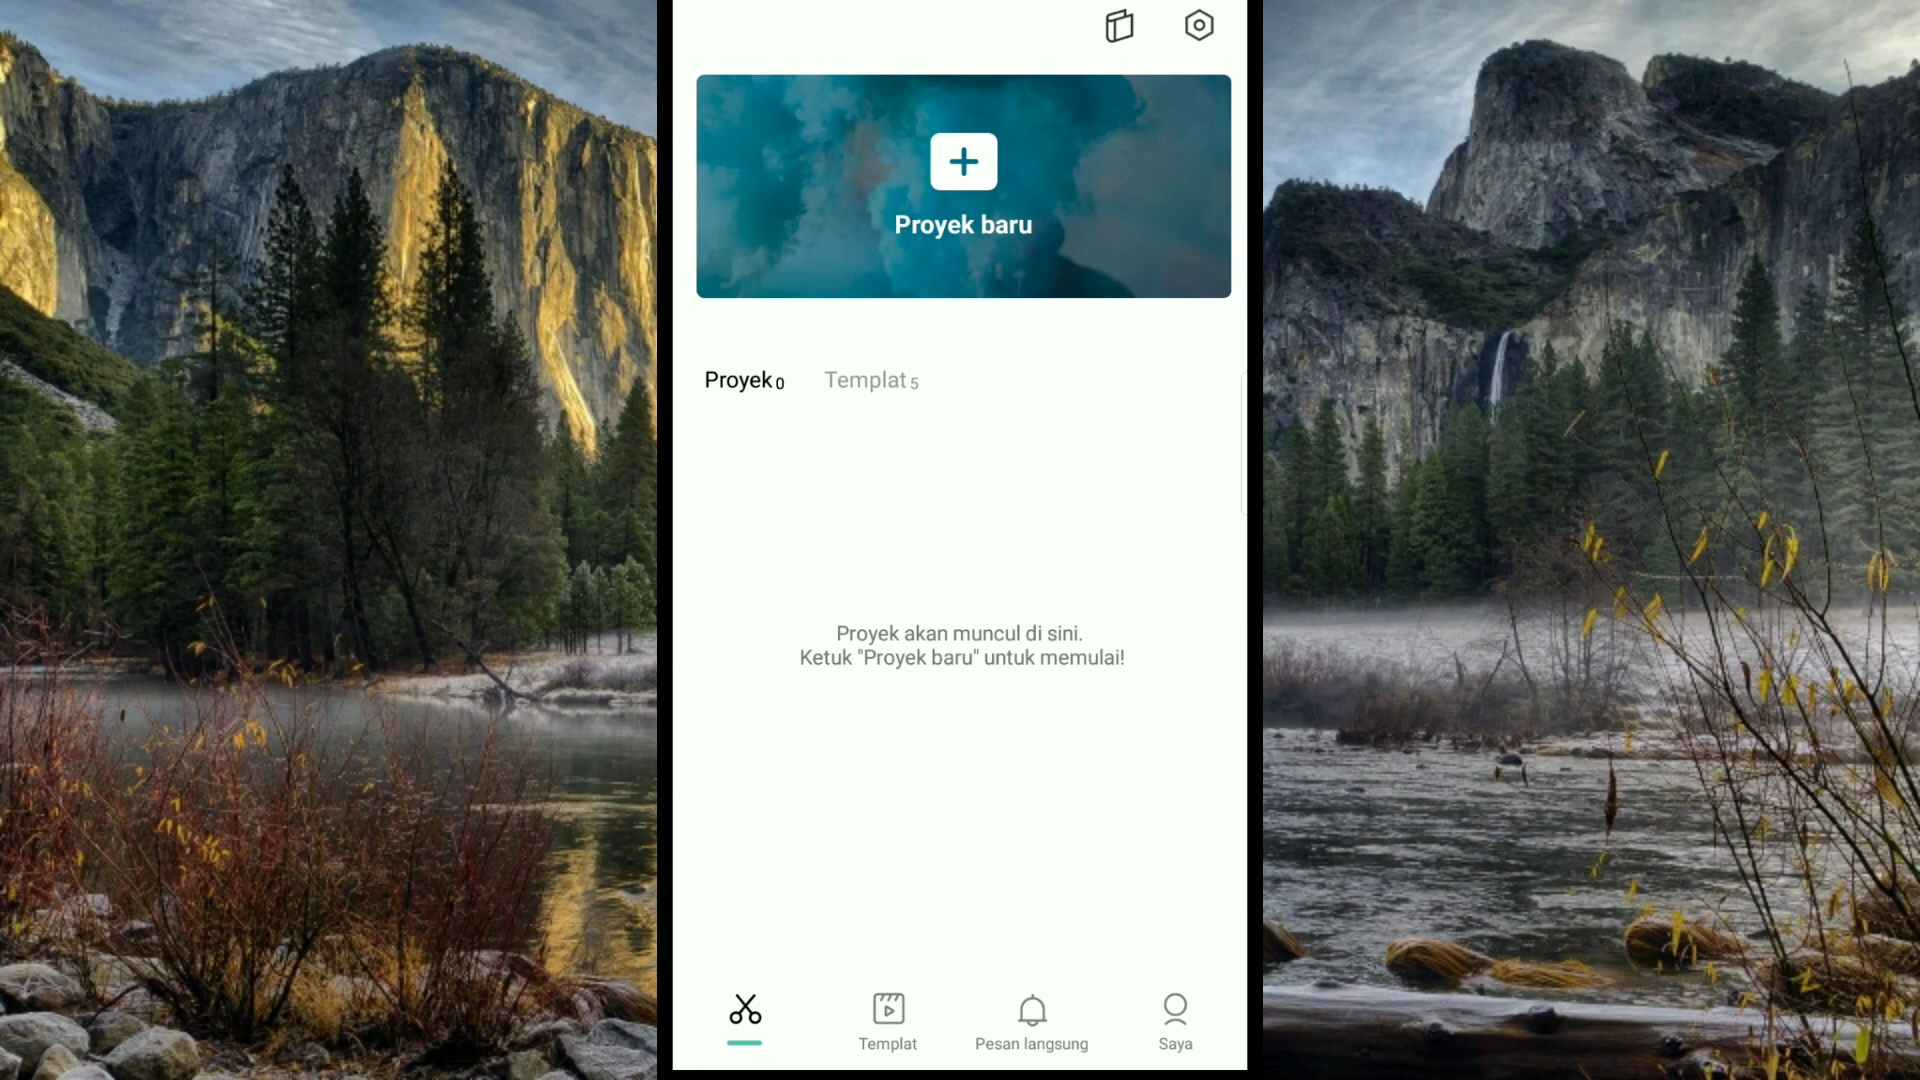 Proyek baru
Proyek 0 Templat 5
Proyek akan muncul di sini.
Ketuk "Proyek baru" untuk memulai!
Templat Pesan langsung Saya